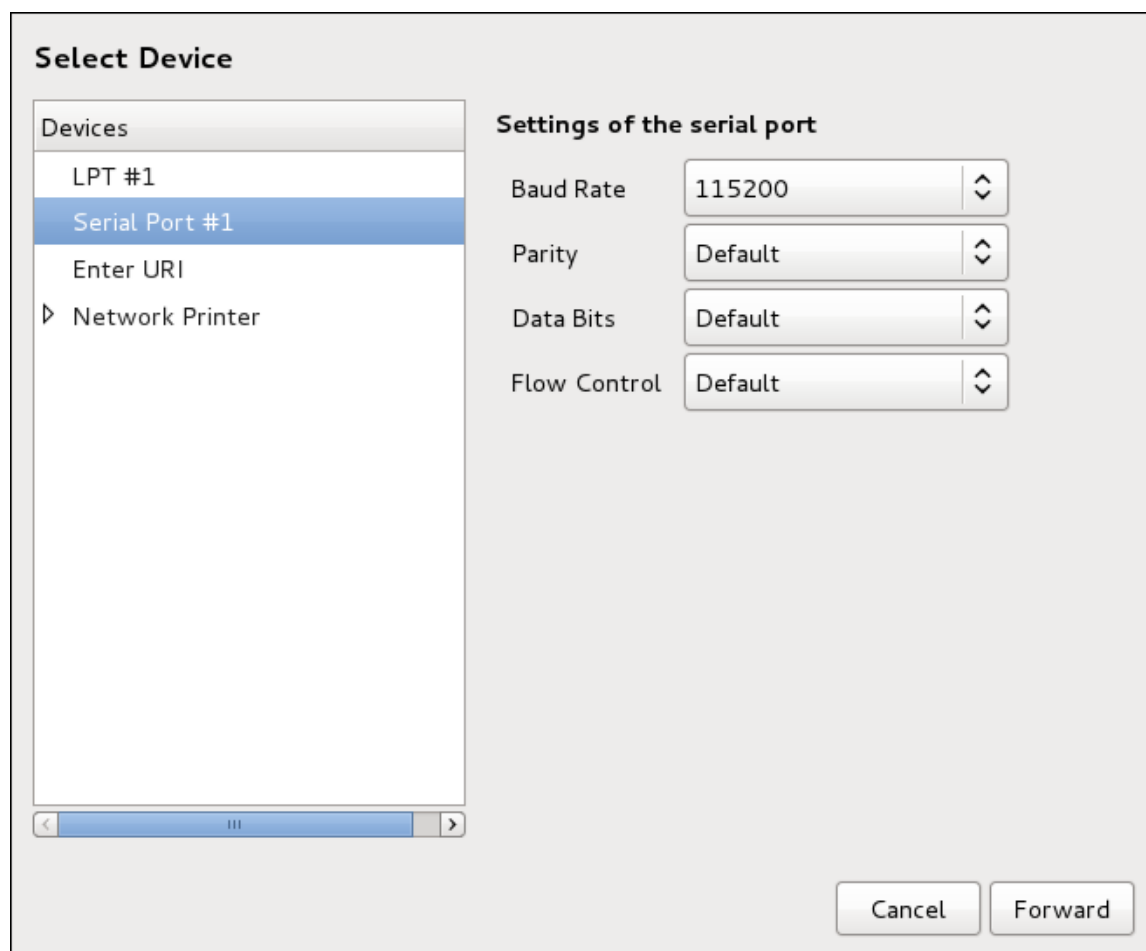 Select Device
Devices
LPT #1
Serial Port #1
Enter URI
Network Printer
Settings of the serial port
Baud Rate 115200
Parity Default
Data Bits Default
Flow Control Default
Cancel Forward